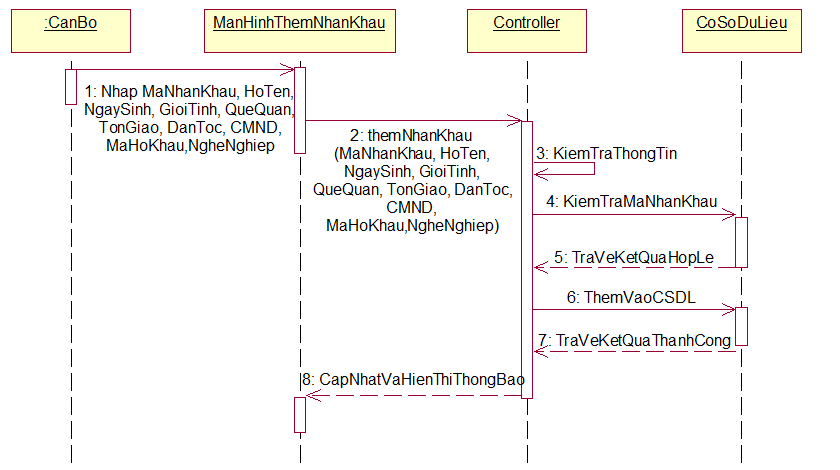 :CanBo
ManHinhThemNhanKhau
Controller
CoSoDuLieu
1: Nhap MaNhanKhau, HoTen,
NgaySinh, GioiTinh, QueQuan,
TonGiao, DanToc, CMND,
MaHoKhau,NgheNghiep
2: themNhanKhau
(MaNhanKhau, HoTen,
NgaySinh, GioiTinh,
QueQuan, TonGiao, DanToc,
CMND,
MaHoKhau,NgheNghiep)
3: KiemTraThongTin
4: KiemTraMaNhanKhau
5: TraVeKetQuaHopLe
6: ThemVaoCSDL
7: TraVeKetQuaThanhCong
8: CapNhatVaHienThiThongBao